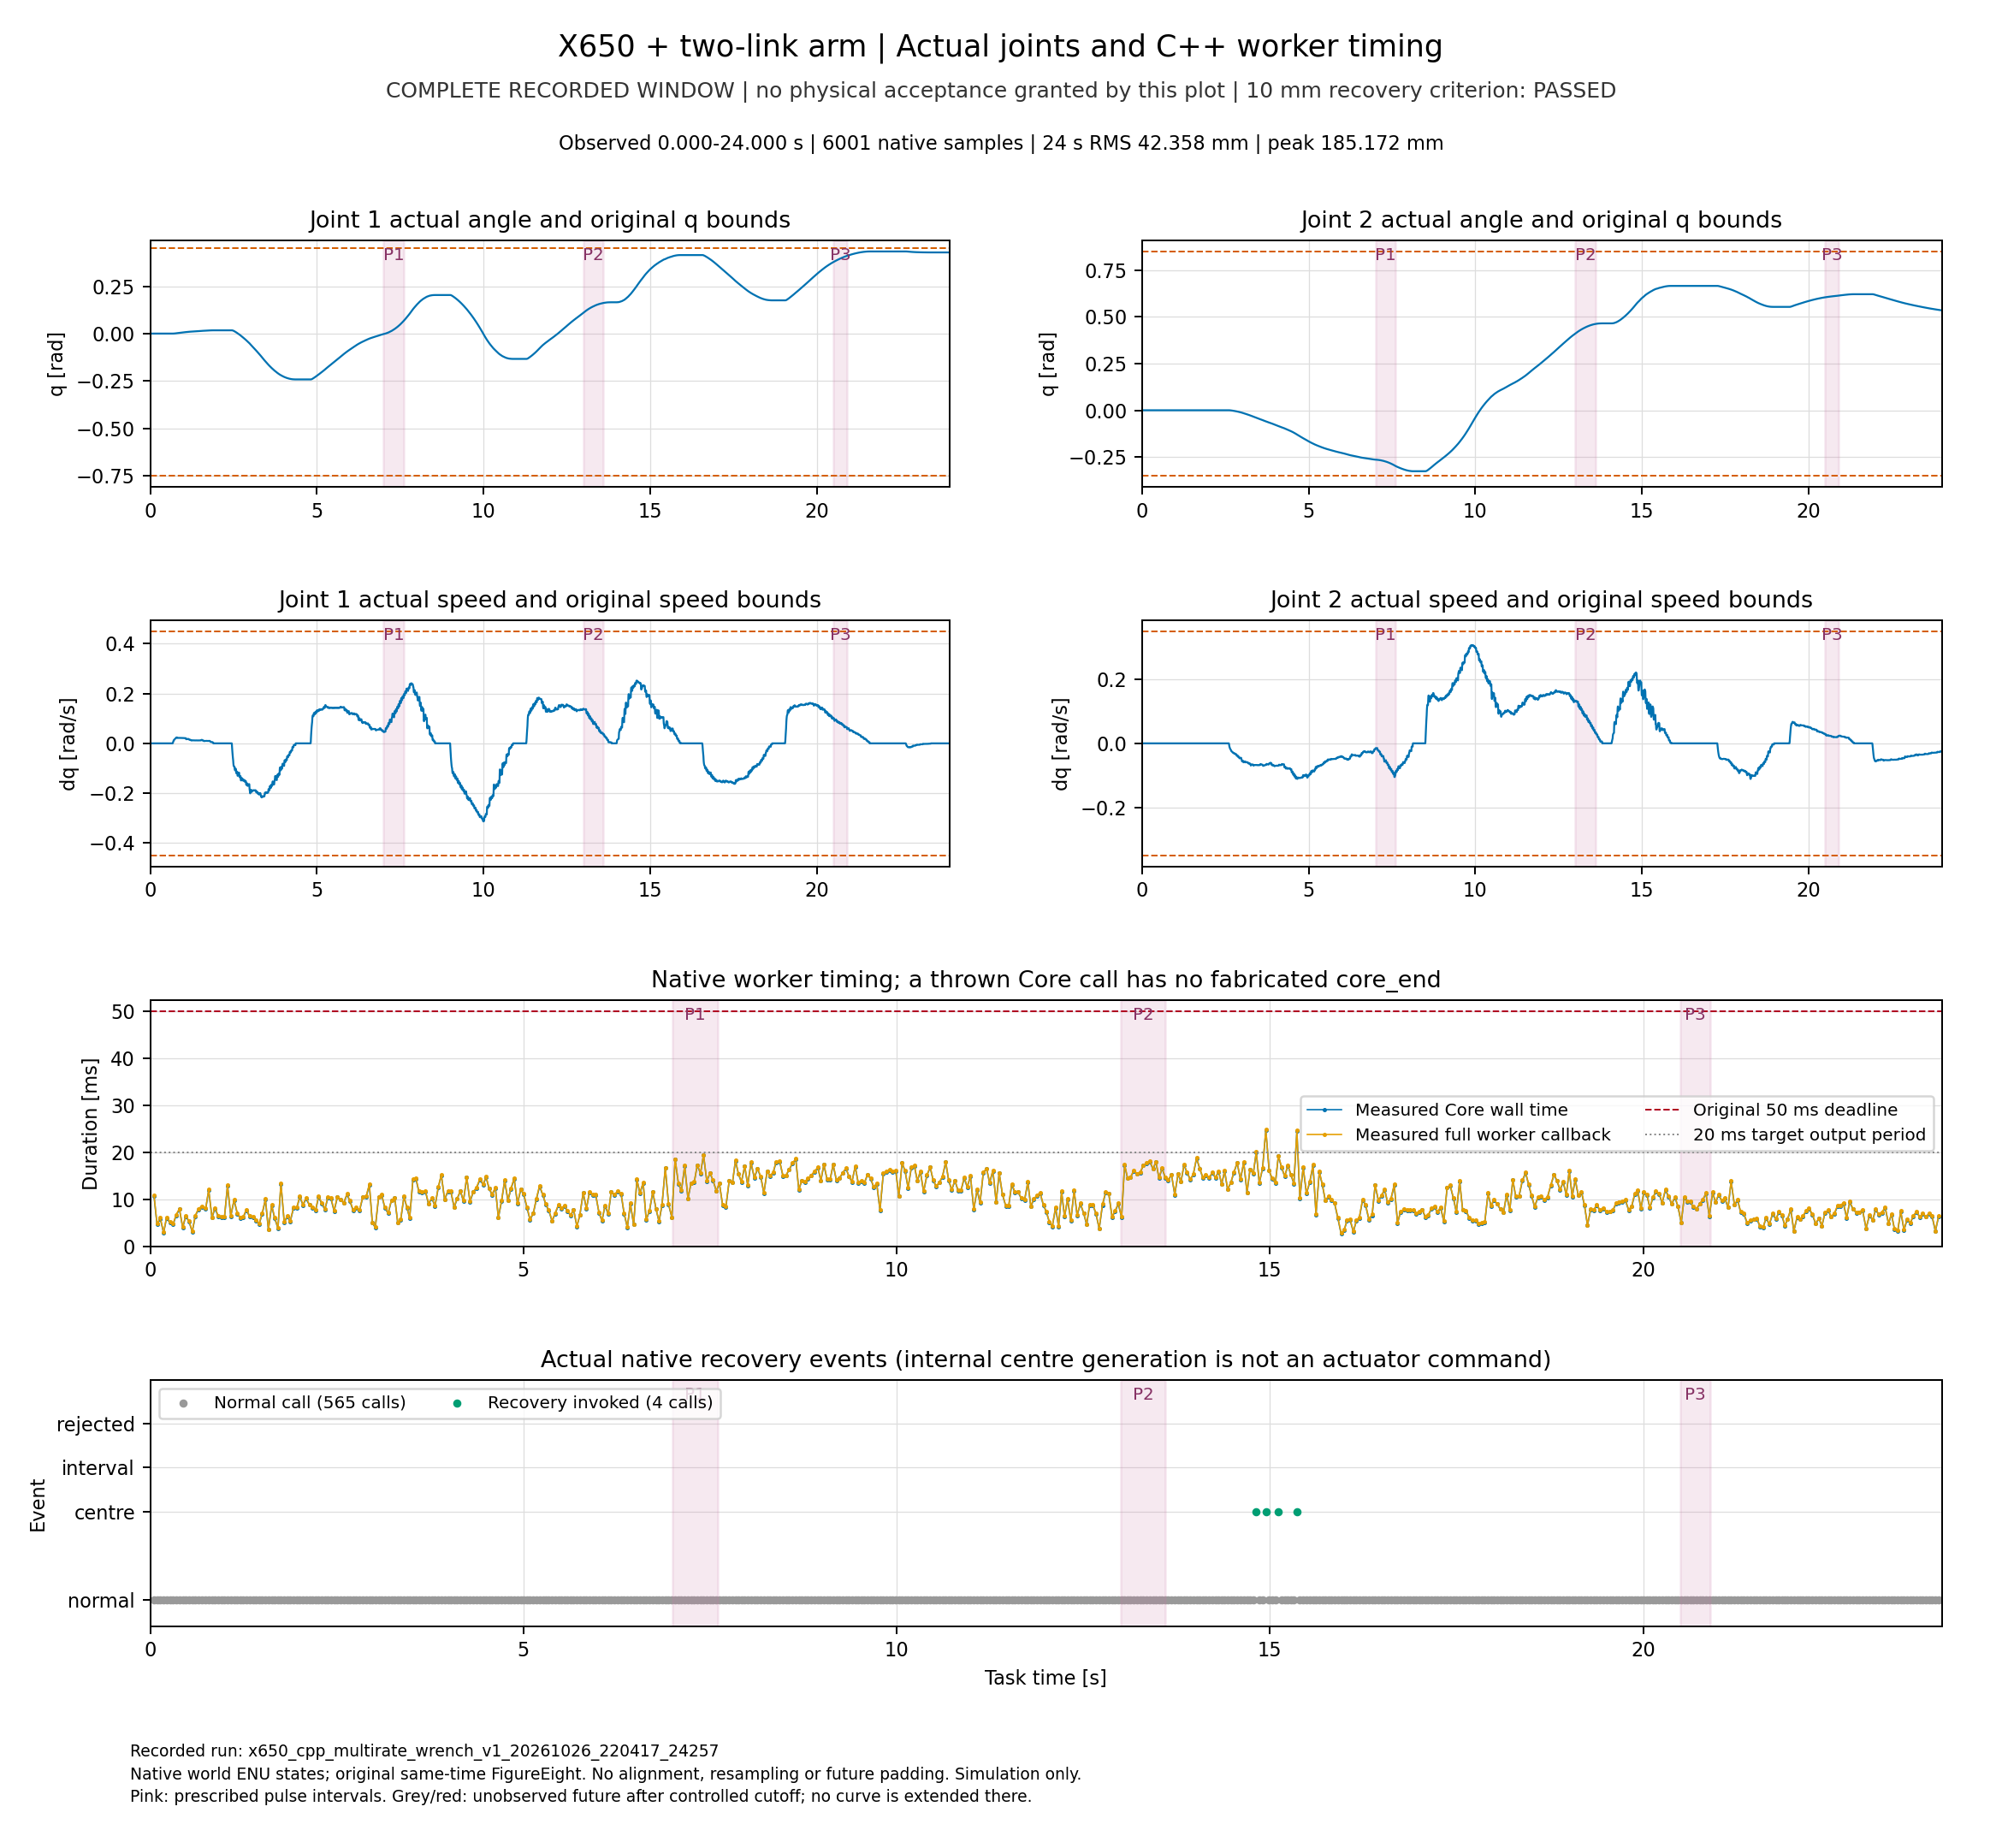 X650 + two-link arm | Actual joints and C++ worker timing
COMPLETE RECORDED WINDOW | no physical acceptance granted by this plot | 10 mm recovery criterion: PASSED
Observed 0.000-24.000 s | 6001 native samples | 24 s RMS 42.358 mm | peak 185.172 mm
Joint 1 actual angle and original q bounds
q [rad]
0.25
0.00
−0.25
−0.50
−0.75
P1
P2
P3
0
5
10
15
20
Joint 2 actual angle and original q bounds
q [rad]
0.75
0.50
0.25
0.00
−0.25
P1
P2
P3
0
5
10
15
20
Joint 1 actual speed and original speed bounds
dq [rad/s]
0.4
0.2
0.0
−0.2
−0.4
P1
P2
P3
0
5
10
15
20
Joint 2 actual speed and original speed bounds
dq [rad/s]
0.2
0.0
−0.2
P1
P2
P3
0
5
10
15
20
Native worker timing; a thrown Core call has no fabricated core_end
Duration [ms]
50
40
30
20
10
0
P1
P2
P3
Measured Core wall time
Measured full worker callback
Original 50 ms deadline
20 ms target output period
0
5
10
15
20
Actual native recovery events (internal centre generation is not an actuator command)
Event
rejected
interval
centre
normal
Normal call (565 calls)
Recovery invoked (4 calls)
P1
P2
P3
0
5
10
15
20
Task time [s]
Recorded run: x650_cpp_multirate_wrench_v1_20261026_220417_24257
Native world ENU states; original same-time FigureEight. No alignment, resampling or future padding. Simulation only.
Pink: prescribed pulse intervals. Grey/red: unobserved future after controlled cutoff; no curve is extended there.